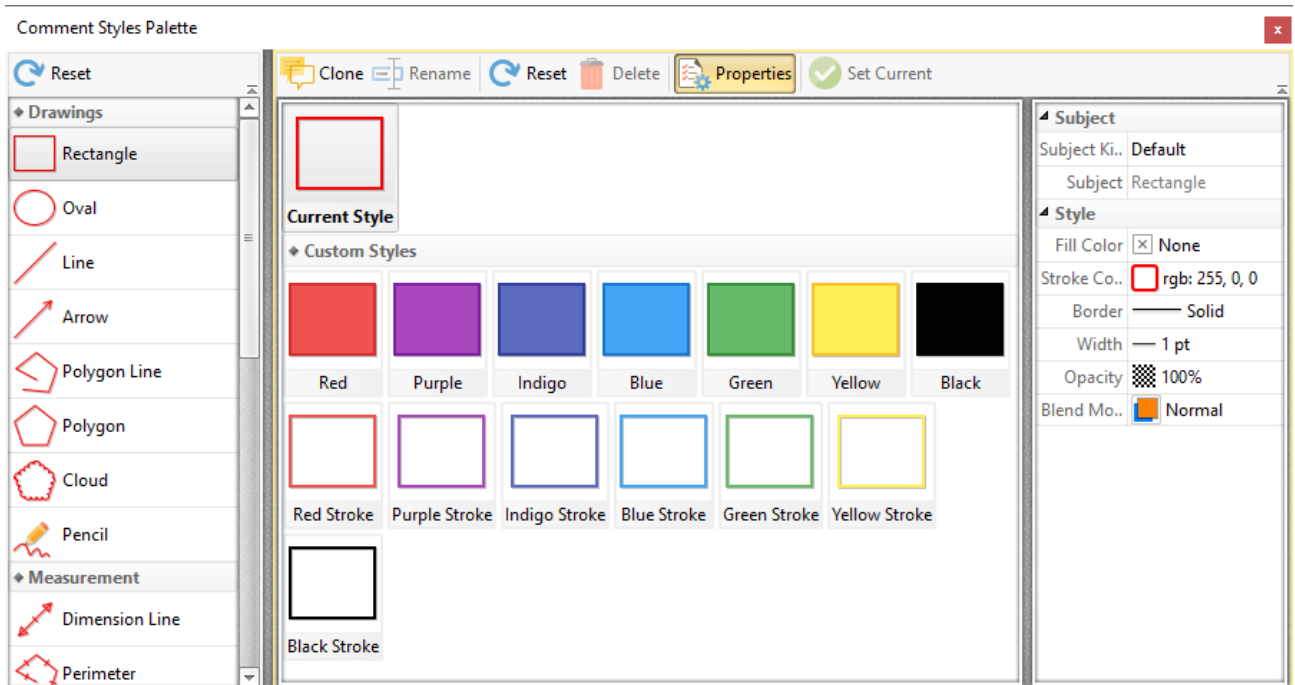 Comment Styles Palette
x
Reset
Clone Rename Reset Delete Properties Set Current
Drawings
Rectangle
Oval
Line
Arrow
Polygon Line
Polygon
Cloud
Pencil
Measurement
Dimension Line
Perimeter
Current Style
Custom Styles
Red Purple Indigo Blue Green Yellow Black
Red Stroke Purple Stroke Indigo Stroke Blue Stroke Green Stroke Yellow Stroke
Black Stroke
Subject
Subject Ki.. Default
Subject Rectangle
Style
Fill Color None
Stroke Co.. rgb: 255, 0, 0
Border Solid
Width 1 pt
Opacity 100%
Blend Mo.. Normal